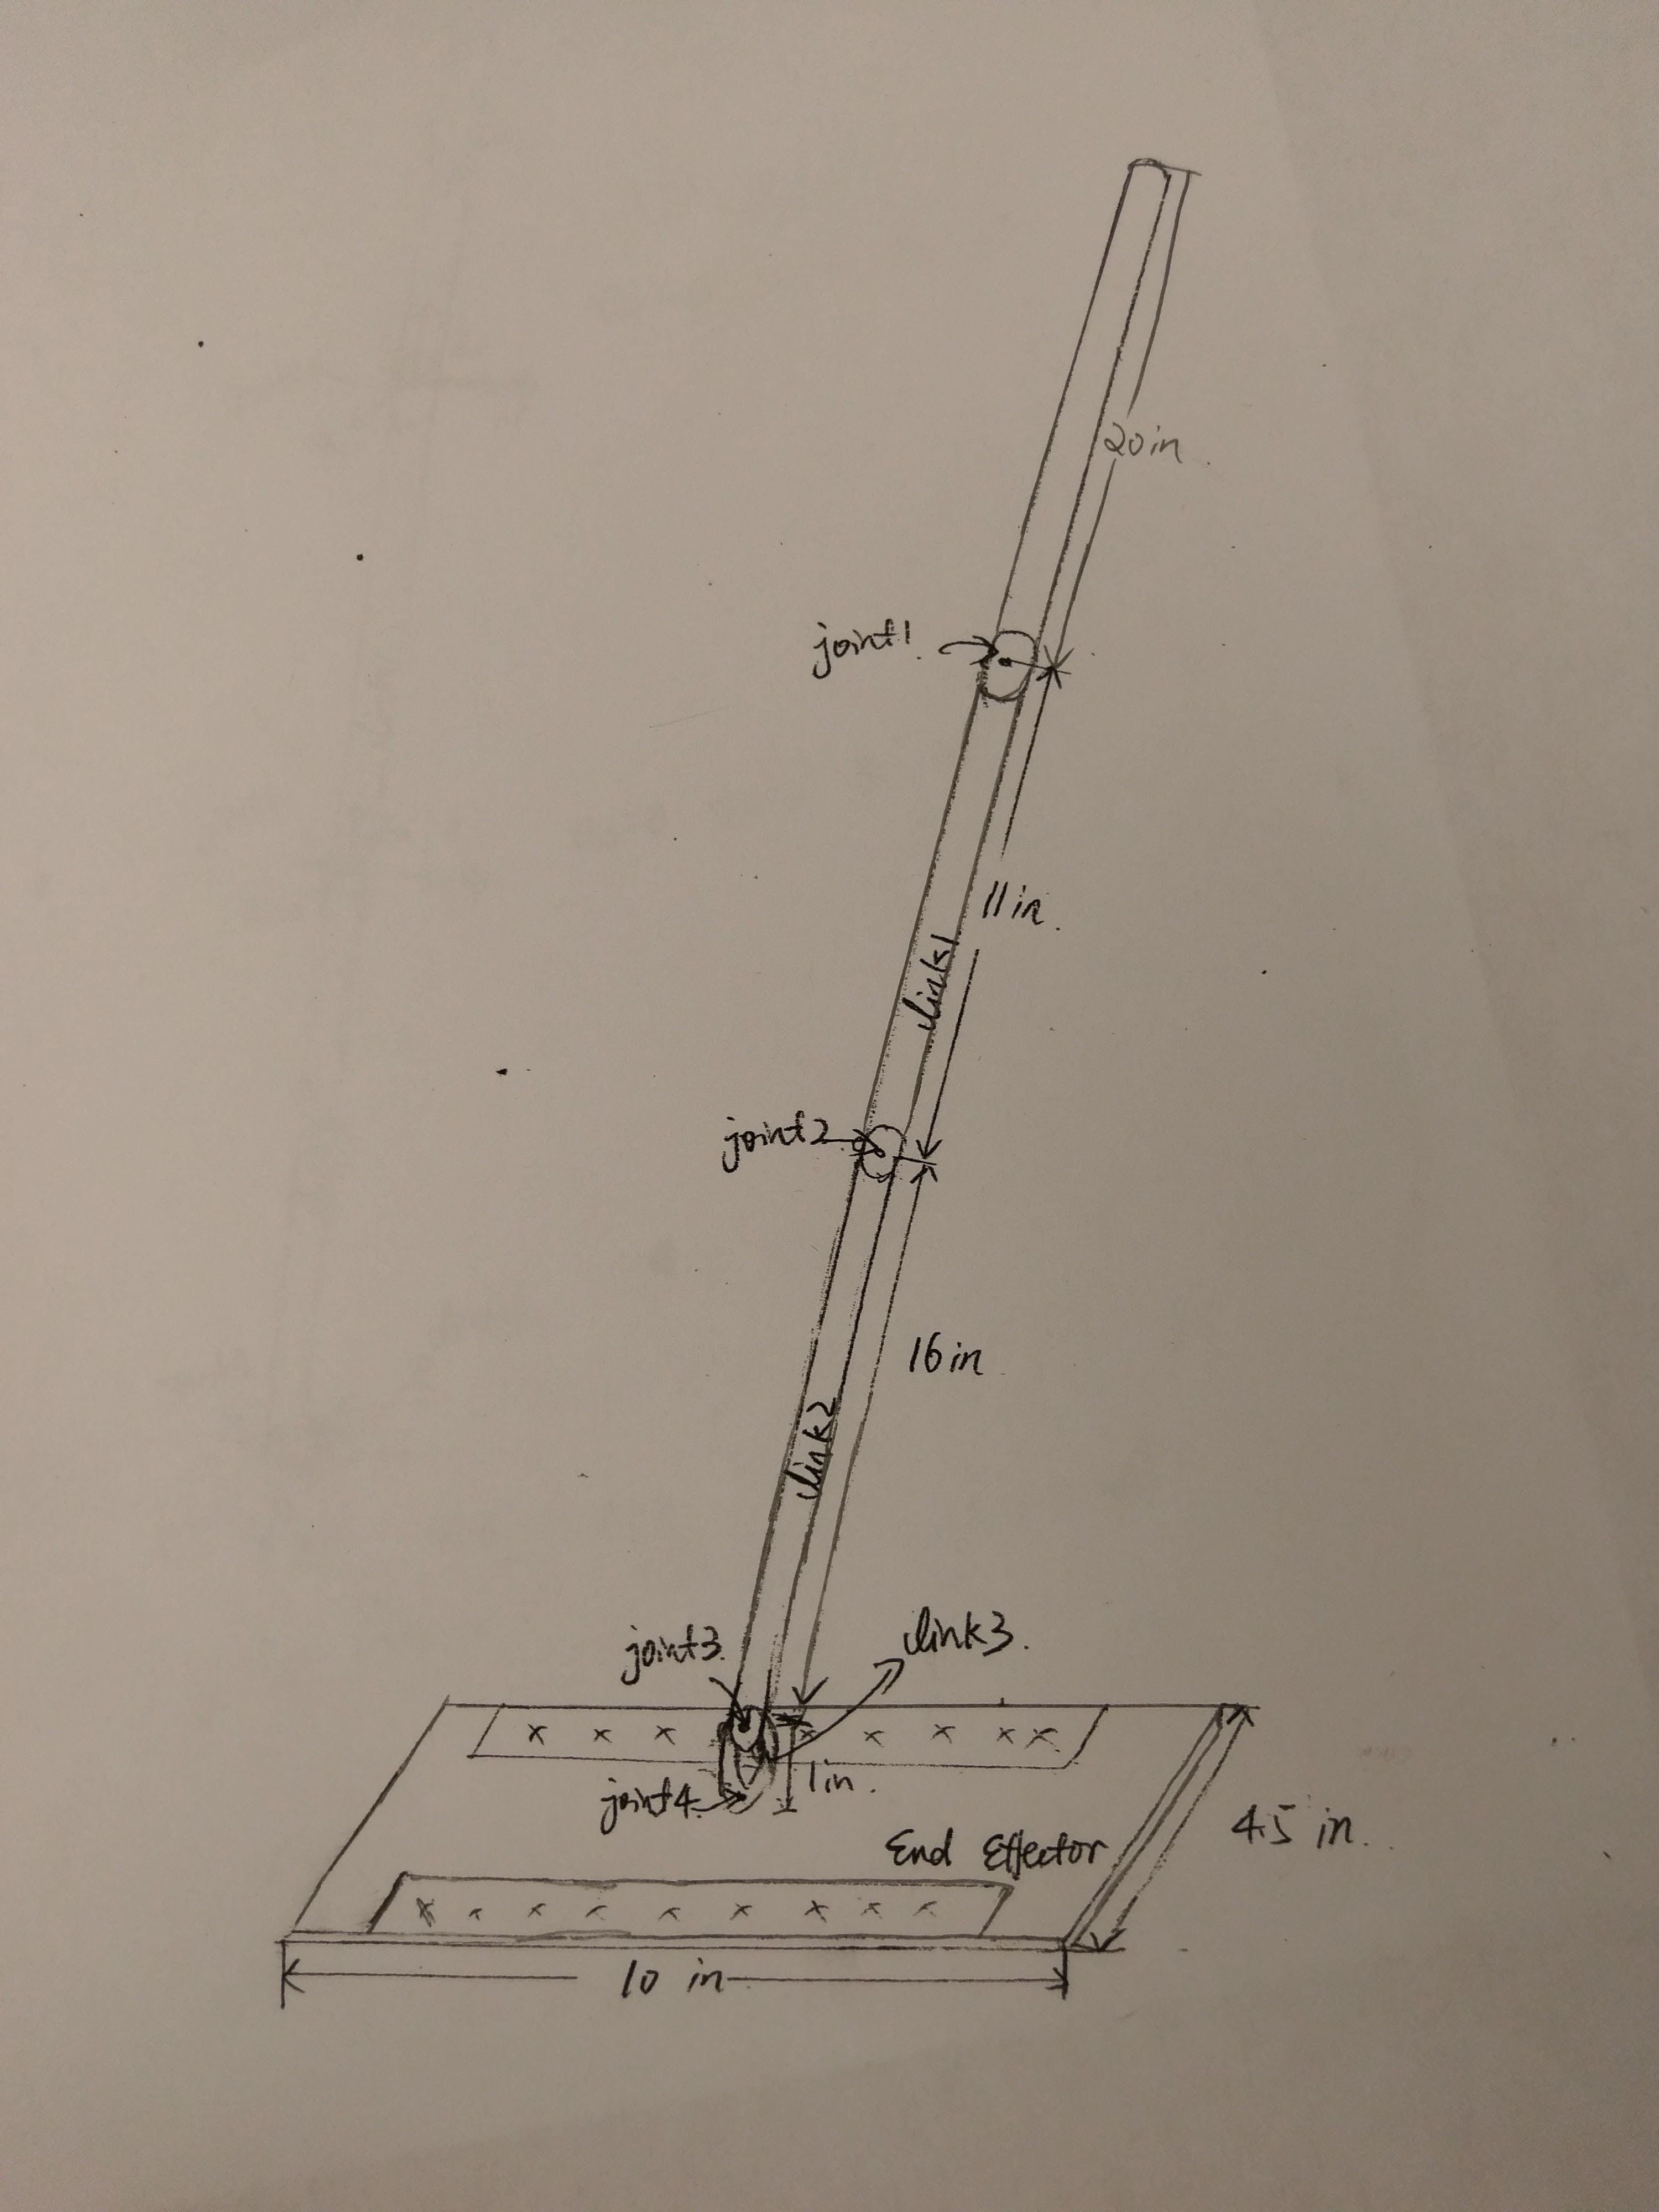 20in.
joint1.
11in.
link1
joint2
16in
link2
joint3.
link3.
1in.
joint4.
4.5 in.
End Effector
10 in